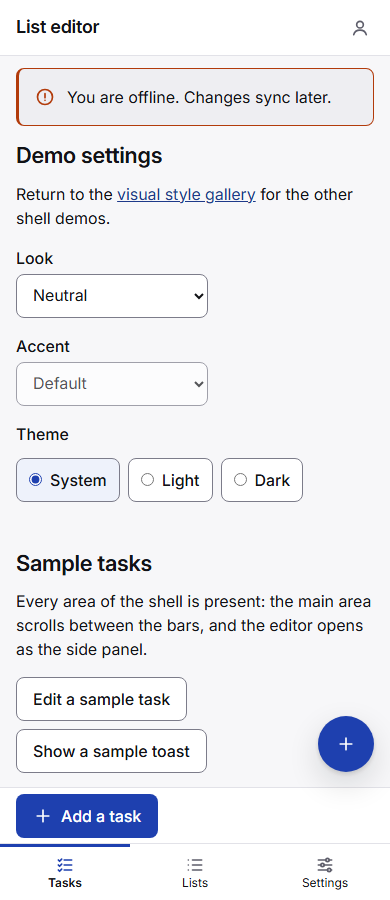 List editor
You are offline. Changes sync later.
Demo settings
Return to the visual style gallery for the other
shell demos.
Look
Neutral
Accent
Default
Theme
System
Light
Dark
Sample tasks
Every area of the shell is present: the main area
scrolls between the bars, and the editor opens
as the side panel.
Edit a sample task
Show a sample toast
Add a task
Tasks
Lists
Settings